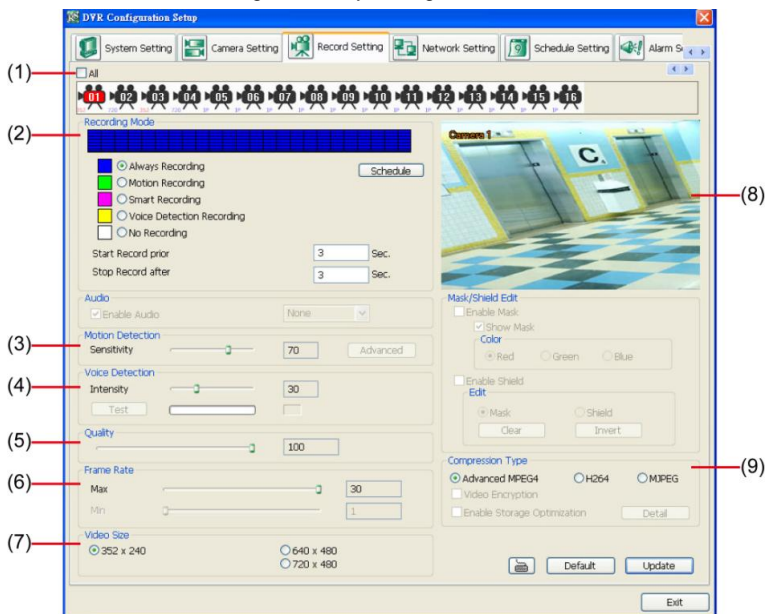 DVR Configuration Setup
System Setting Camera Setting Record Setting Network Setting Schedule Setting Alarm S
(1)
All
01 02 03 04 05 06 07 08 09 10 11 12 13 14 15 16
(2)
Recording Mode
Always Recording
Schedule
Motion Recording
Smart Recording
Voice Detection Recording
No Recording
Start Record prior 3 Sec.
Stop Record after 3 Sec.
Camera 1
C.
(8)
Audio
Enable Audio None
(3)
Motion Detection
Sensitivity 70 Advanced
(4)
Voice Detection
Intensity 30
Test
(5)
Quality
100
(6)
Frame Rate
Max 30
Min 1
(7)
Video Size
352 x 240
640 x 480
720 x 480
Mask/Shield Edit
Enable Mask
Show Mask
Color
Red Green Blue
Enable Shield
Edit
Mask Shield
Clear Invert
Compression Type
(9)
Advanced MPEG4 H264 MJPEG
Video Encryption
Enable Storage Optimization Detail
Default Update
Exit